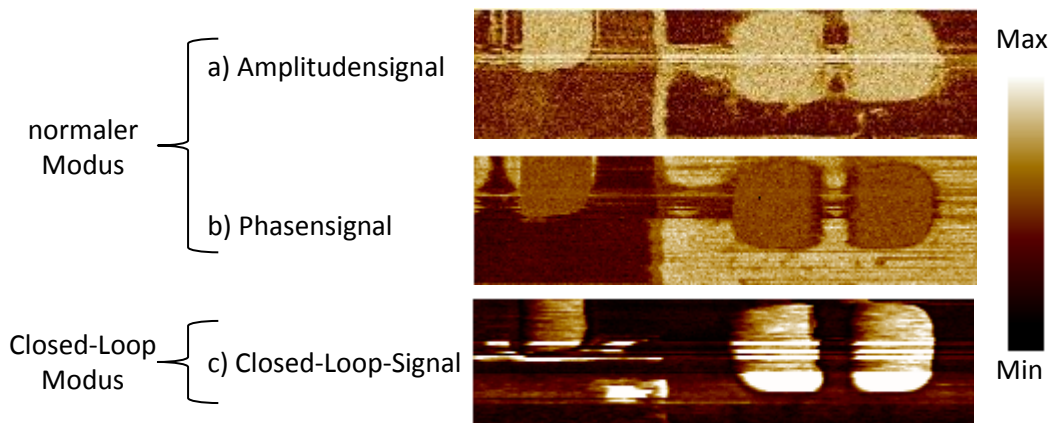 normaler
Modus
a) Amplitudensignal
b) Phasensignal
Closed-Loop
Modus
c) Closed-Loop-Signal
Max
Min